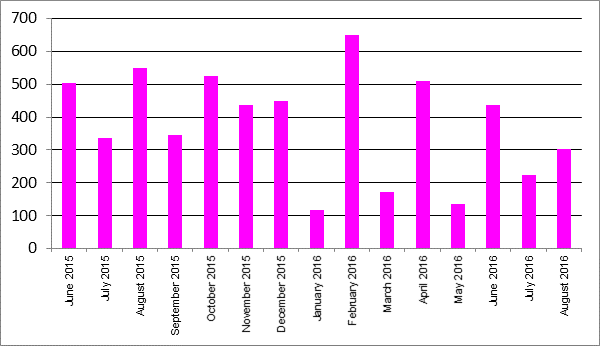 700
600
500
400
300
200
100
0
June 2015
July 2015
August 2015
September 2015
October 2015
November 2015
December 2015
January 2016
February 2016
March 2016
April 2016
May 2016
June 2016
July 2016
August 2016